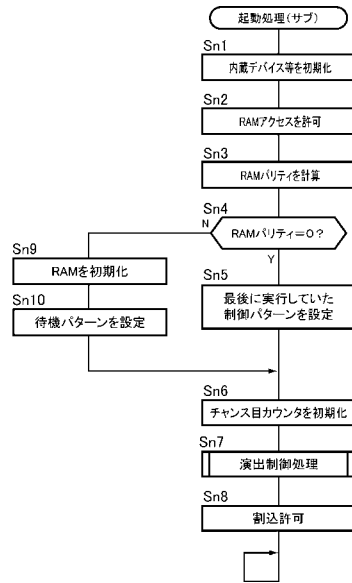 起動処理(サブ)
Sn1
内蔵デバイス等を初期化
Sn2
RAMアクセスを許可
Sn3
RAMパリティを計算
Sn4
RAMパリティ=0?
N
Y
Sn9
RAMを初期化
Sn10
待機パターンを設定
Sn5
最後に実行していた
制御パターンを設定
Sn6
チャンス目カウンタを初期化
Sn7
演出制御処理
Sn8
割込許可